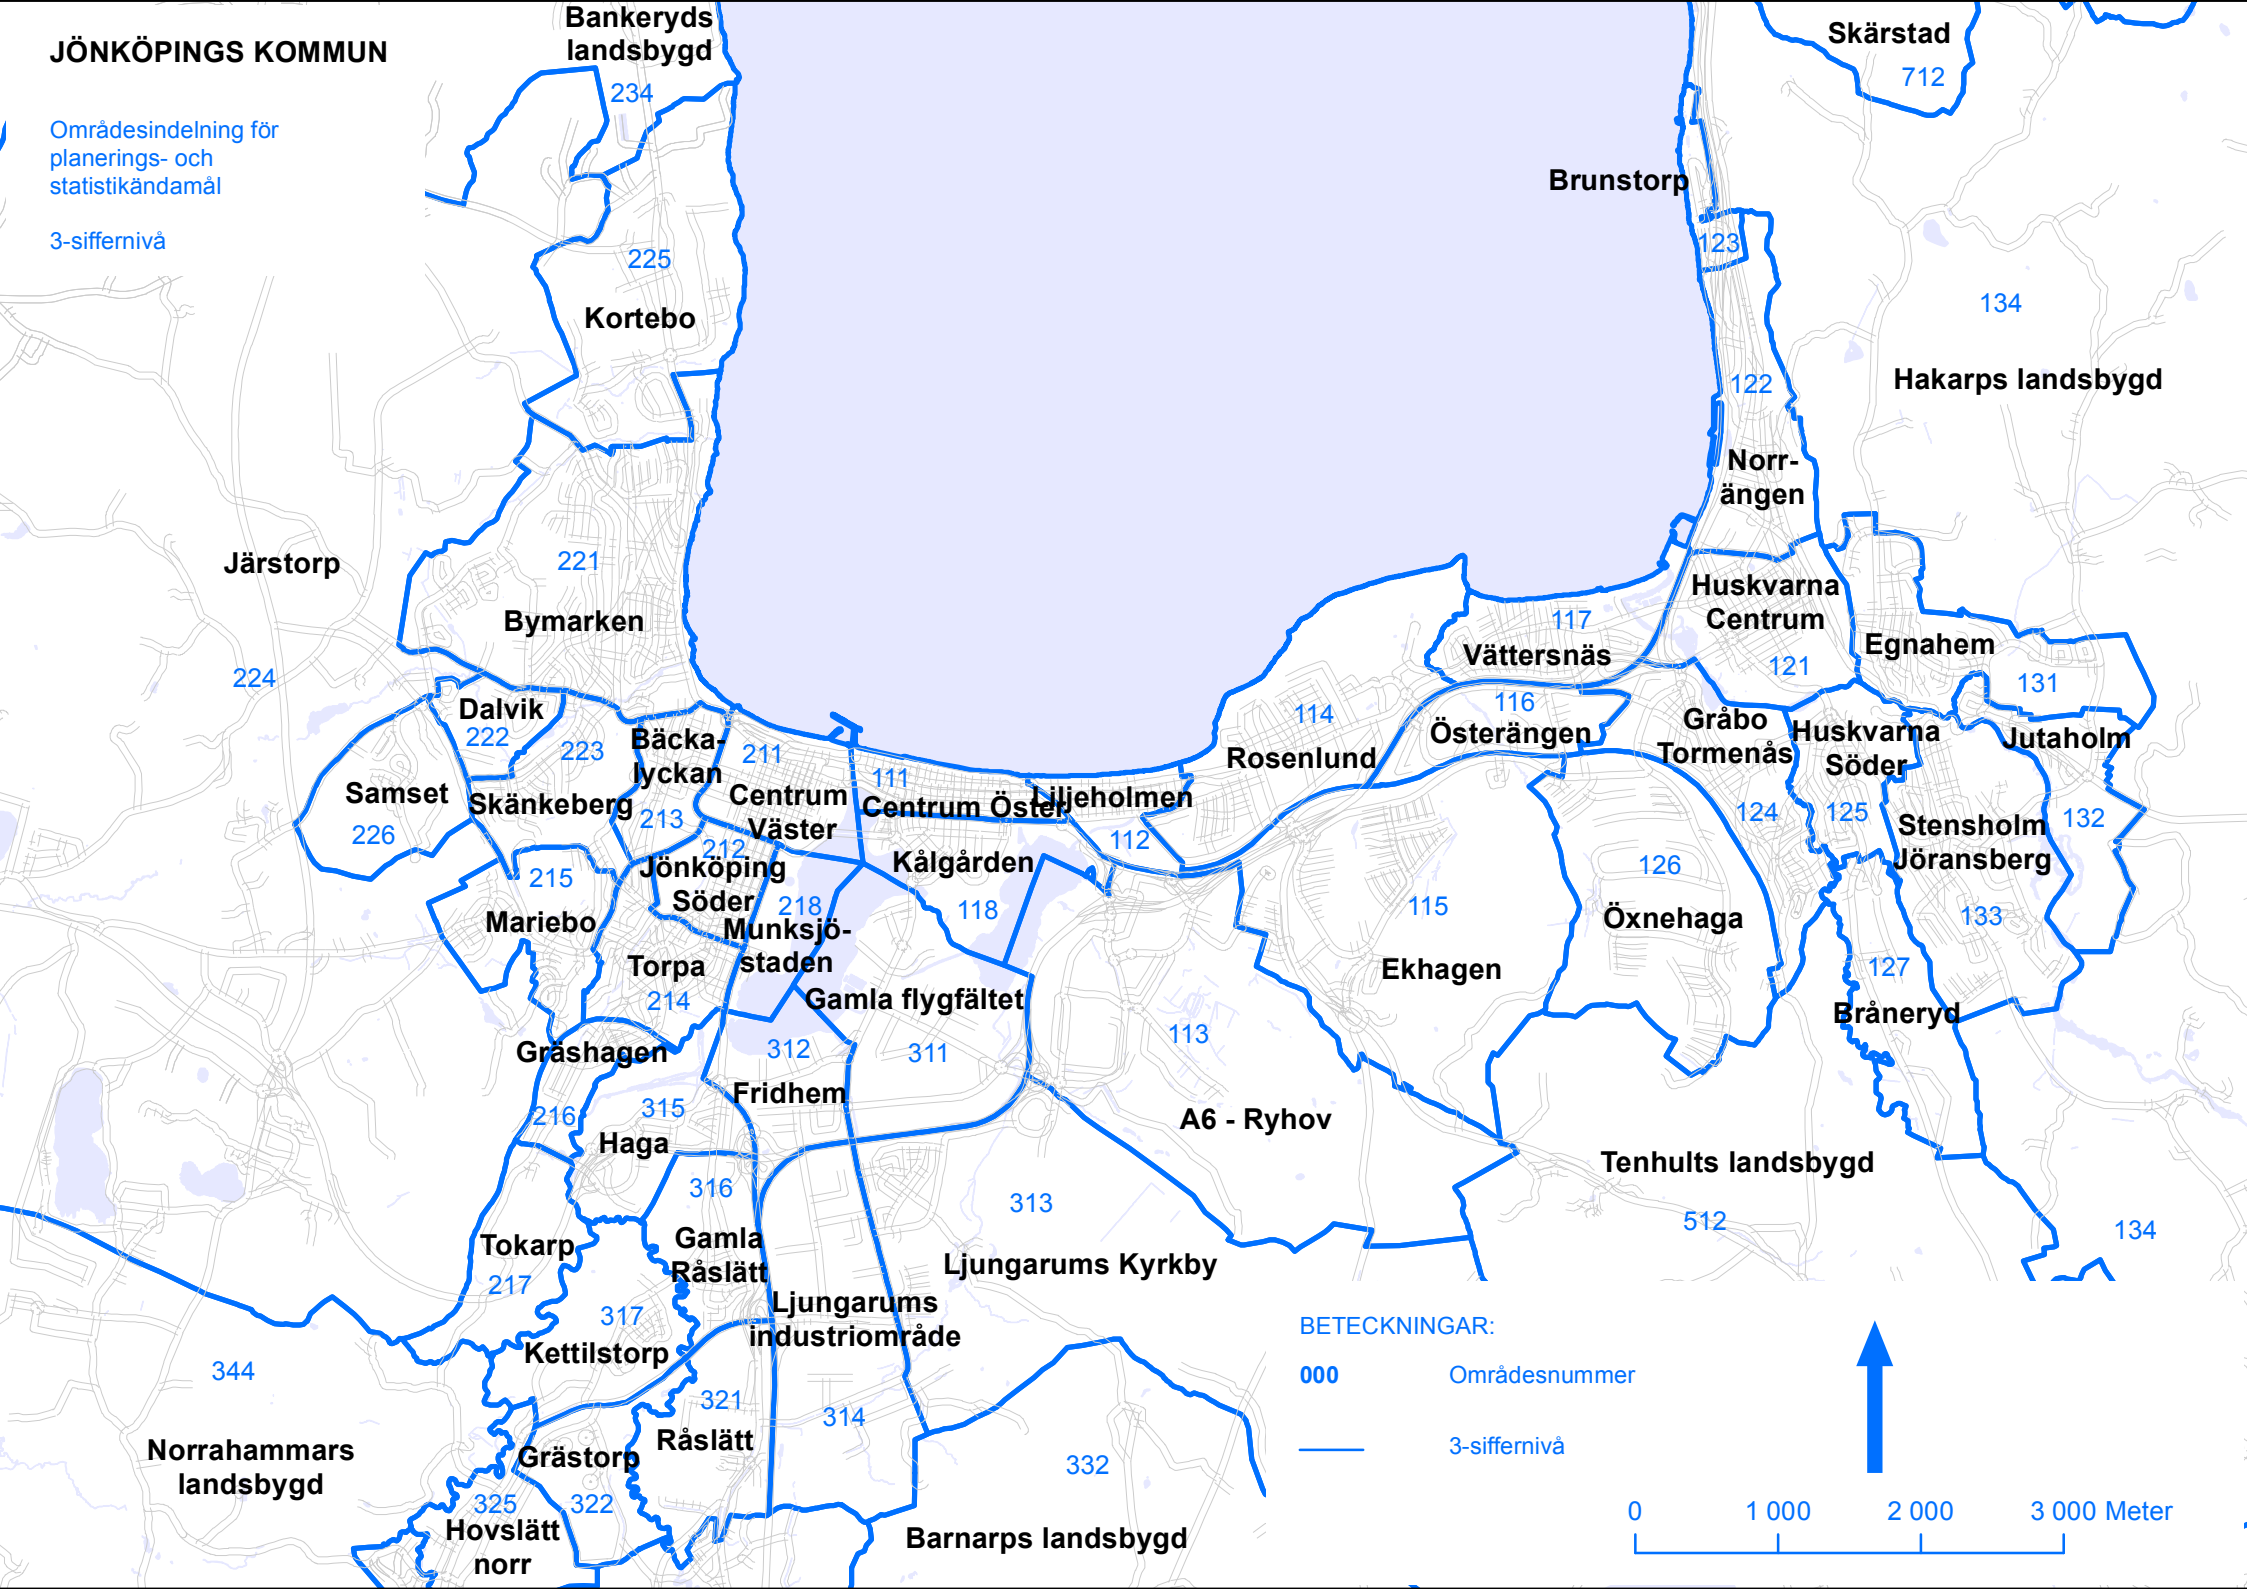 JÖNKÖPINGS KOMMUN
Områdesindelning för
planerings- och
statistikändamål
3-siffernivå
Bankeryds
landsbygd
234
Skärstad
712
Brunstorp
123
225
Kortebo
134
Hakarps landsbygd
122
Norr-
ängen
Järstorp
224
221
Bymarken
Huskvarna
Centrum
121
117
Vättersnäs
Egnahem
131
Dalvik
222
223
Bäcka-
lyckan
213
211
Centrum
Väster
111
Centrum Öster
Liljeholmen
112
114
Rosenlund
116
Österängen
Gråbo
Tormenås
124
Huskvarna
Söder
125
Jutaholm
132
Samset
226
Skänkeberg
Stensholm
Jöransberg
133
212
Jönköping
Söder
Kålgården
118
215
Mariebo
218
Munksjö-
staden
115
Ekhagen
126
Öxnehaga
127
Bråneryd
Torpa
214
Gamla flygfältet
311
113
A6 - Ryhov
Gräshagen
216
312
Fridhem
315
Haga
316
Gamla
Råslätt
313
Ljungarums Kyrkby
Tenhults landsbygd
512
134
Tokarp
217
317
Kettilstorp
Ljungarums
industriområde
314
344
Norrahammars
landsbygd
321
Råslätt
Grästorp
322
325
Hovslätt
norr
332
Barnarps landsbygd
BETECKNINGAR:
000 Områdesnummer
3-siffernivå
0 1 000 2 000 3 000 Meter